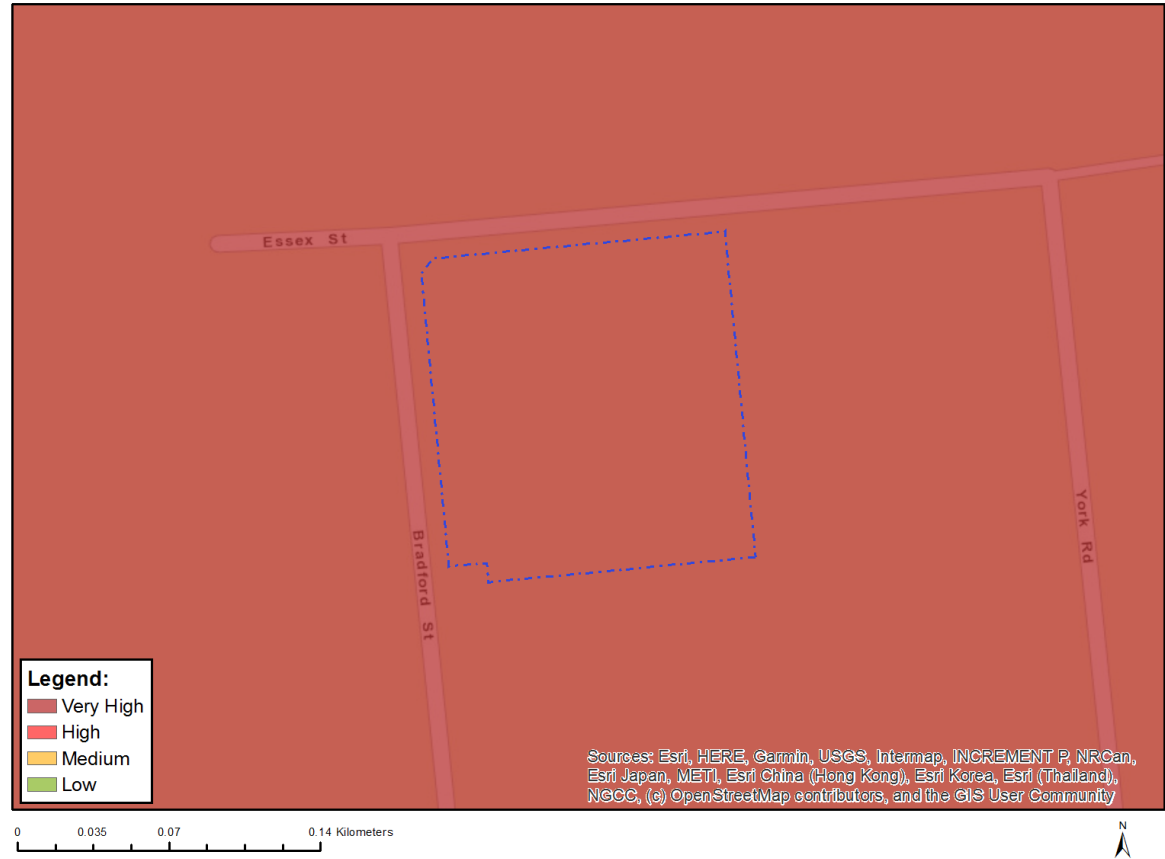 Essex St
Bradford St
York Rd
Legend:
Very High
High
Medium
Low
Sources: Esri, HERE, Garmin, USGS, Intermap, INCREMENT P, NRCan,
Esri Japan, METI, Esri China (Hong Kong), Esri Korea, Esri (Thailand),
NGCC, (c) OpenStreetMap contributors, and the GIS User Community
0 0.035 0.07 0.14 Kilometers
N